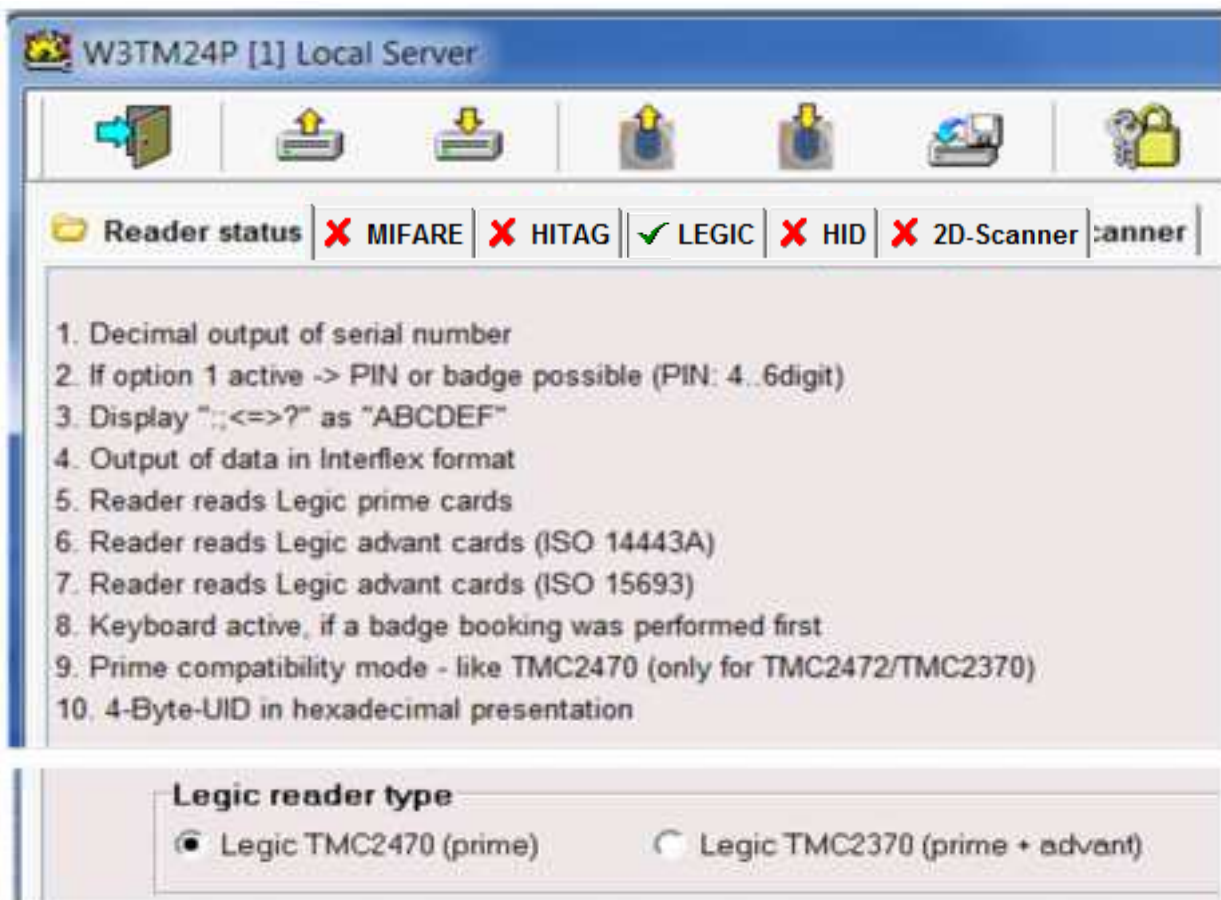 W3TM24P [1] Local Server
Reader status MIFARE HITAG LEGIC HID 2D-Scanner canner
1. Decimal output of serial number
2. If option 1 active -> PIN or badge possible (PIN: 4..6digit)
3. Display ":;<=>?" as "ABCDEF"
4. Output of data in Interflex format
5. Reader reads Legic prime cards
6. Reader reads Legic advant cards (ISO 14443A)
7. Reader reads Legic advant cards (ISO 15693)
8. Keyboard active, if a badge booking was performed first
9. Prime compatibility mode - like TMC2470 (only for TMC2472/TMC2370)
10. 4-Byte-UID in hexadecimal presentation
Legic reader type
Legic TMC2470 (prime) Legic TMC2370 (prime + advant)